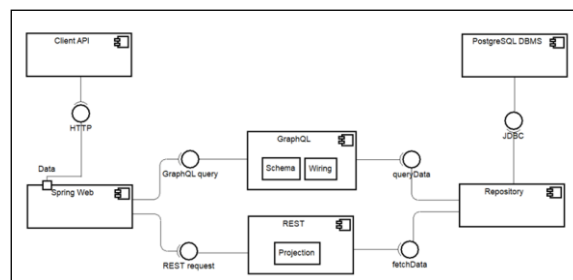 Client API
PostgreSQL DBMS
HTTP
JDBC
GraphQL
Schema
Wiring
Data
GraphQL query
queryData
Spring Web
Repository
REST
Projection
REST request
fetchData